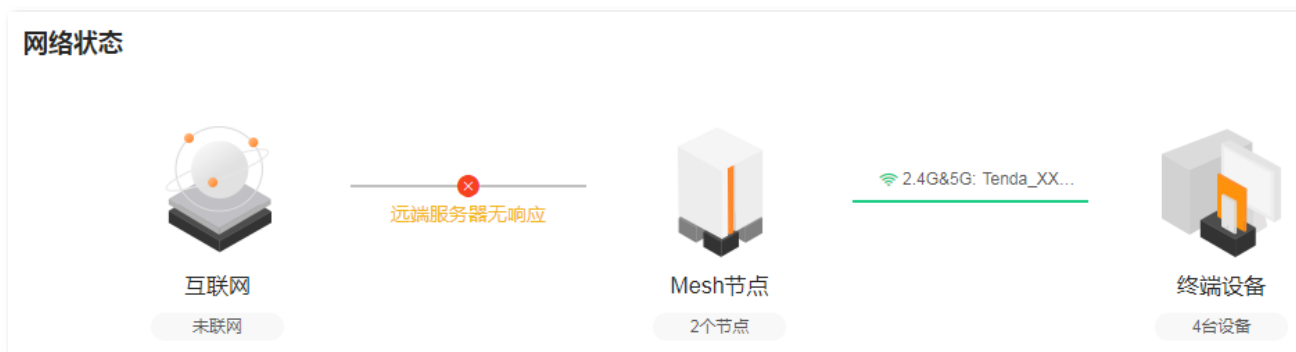 网络状态
2.4G&5G: Tenda_XX...
远端服务器无响应
互联网
Mesh节点
终端设备
未联网
2个节点
4台设备